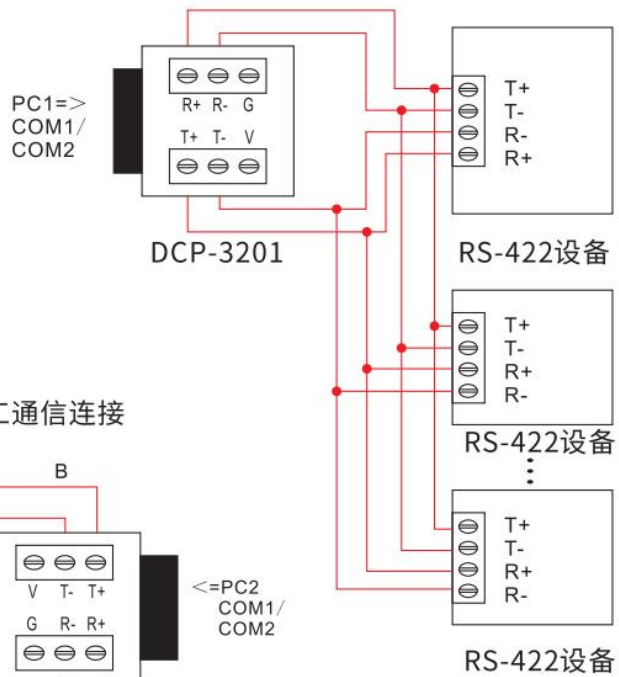 PC1=>
COM1/
COM2
R+ R- G
T+ T- V
DCP-3201
T+
T-
R-
R+
RS-422设备
T+
T-
R+
R-
RS-422设备
T+
T-
R+
R-
RS-422设备
工通信连接
B
V T- T+
G R- R+
<=PC2
COM1/
COM2